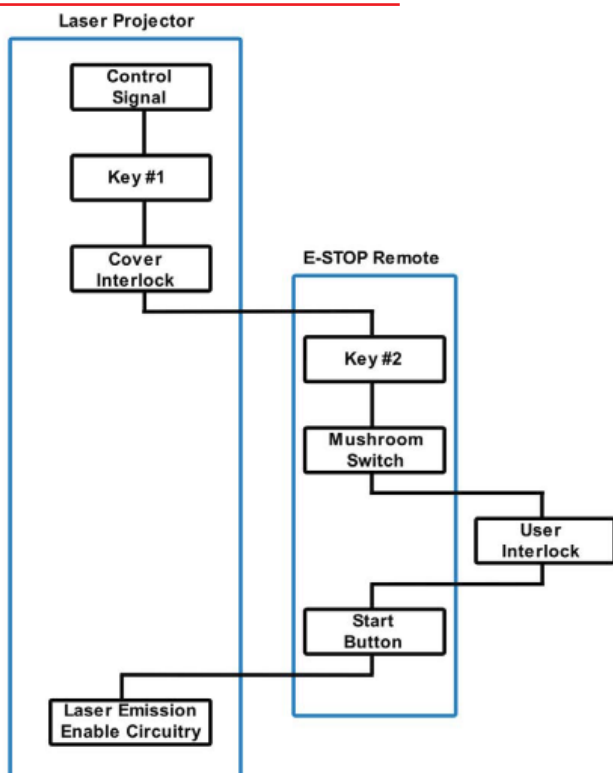 Laser Projector
Control
Signal
Key #1
Cover
Interlock
E-STOP Remote
Key #2
Mushroom
Switch
User
Interlock
Start
Button
Laser Emission
Enable Circuitry